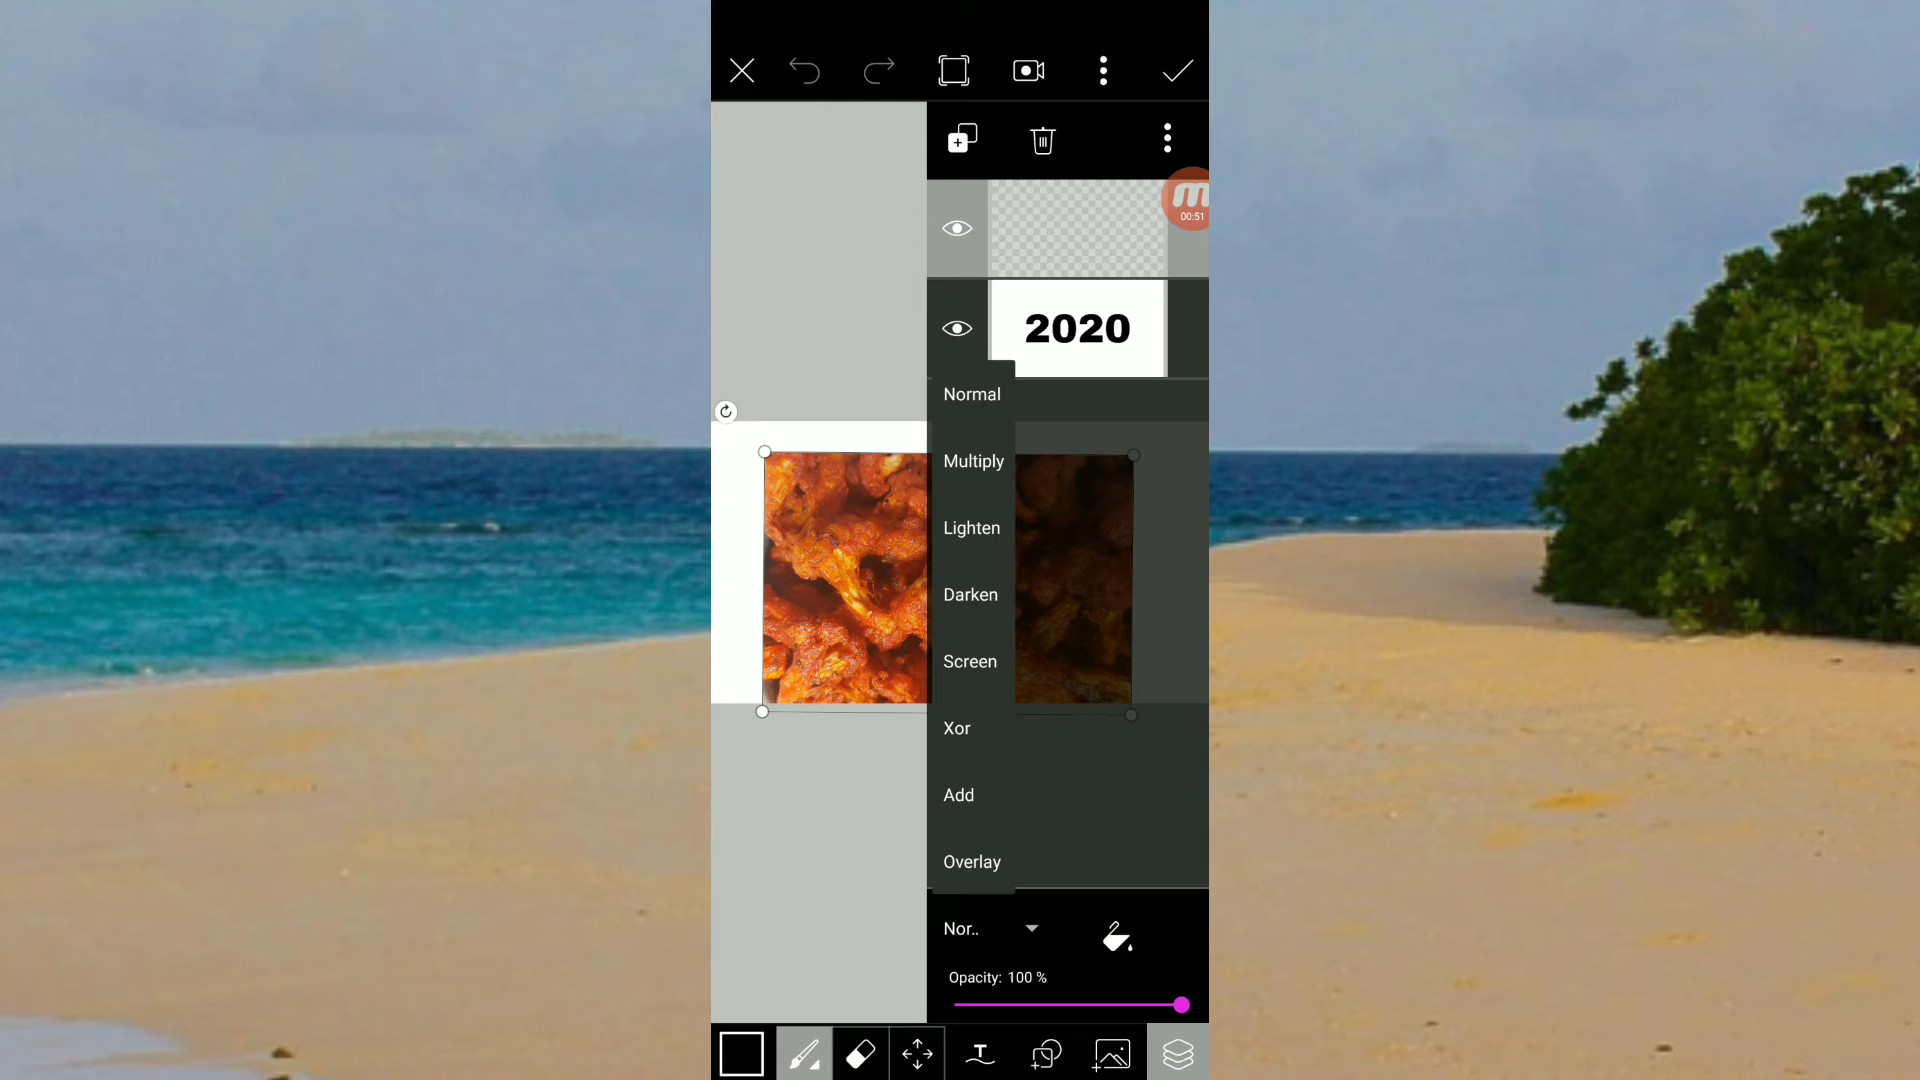 m
00:51
2020
Normal
Multiply
Lighten
Darken
Screen
Xor
Add
Overlay
Nor..
Opacity: 100 %
T